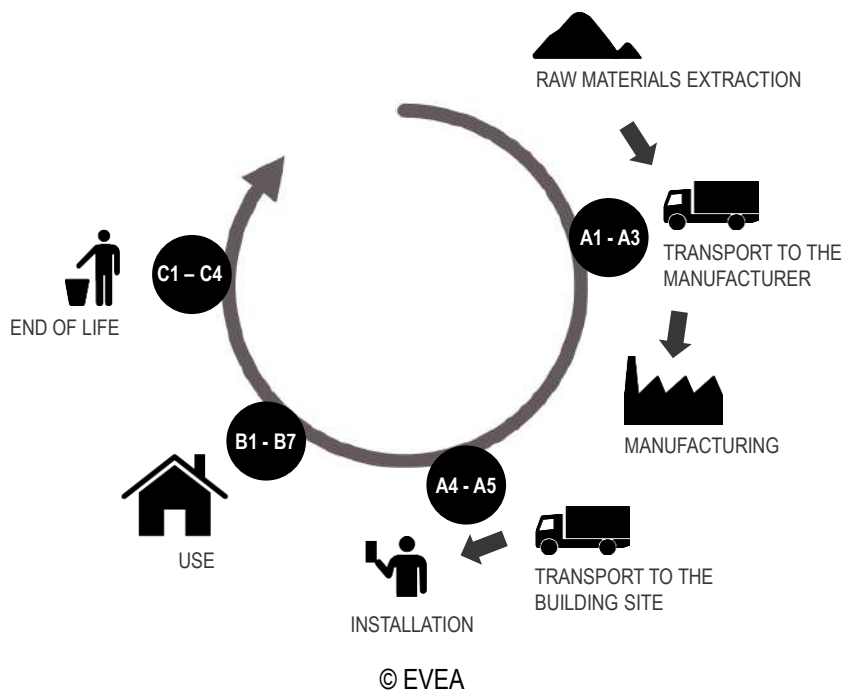 RAW MATERIALS EXTRACTION
A1 - A3
TRANSPORT TO THE
MANUFACTURER
MANUFACTURING
A4 - A5
TRANSPORT TO THE
BUILDING SITE
INSTALLATION
B1 - B7
USE
C1 – C4
END OF LIFE
© EVEA